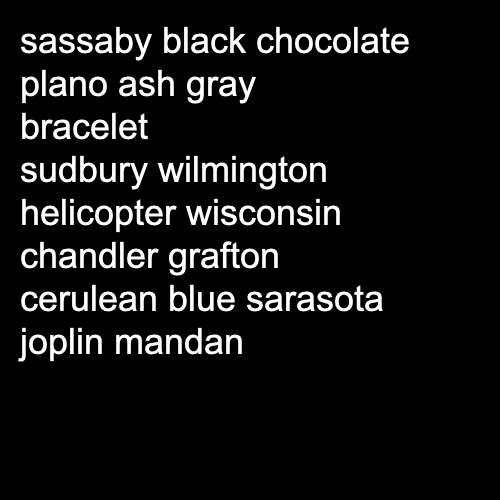 sassaby black chocolate
plano ash gray
bracelet
sudbury wilmington
helicopter wisconsin
chandler grafton
cerulean blue sarasota
joplin mandan